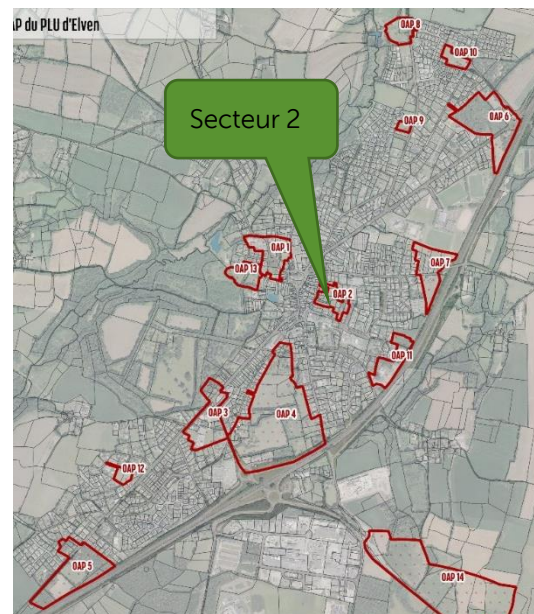 AP du PLU d'Elven
OAP 8
OAP 10
Secteur 2
OAP 9
OAP 6
OAP 1
OAP 13
OAP 7
OAP 2
OAP 11
OAP 3
OAP 4
OAP 12
OAP 5
OAP 14